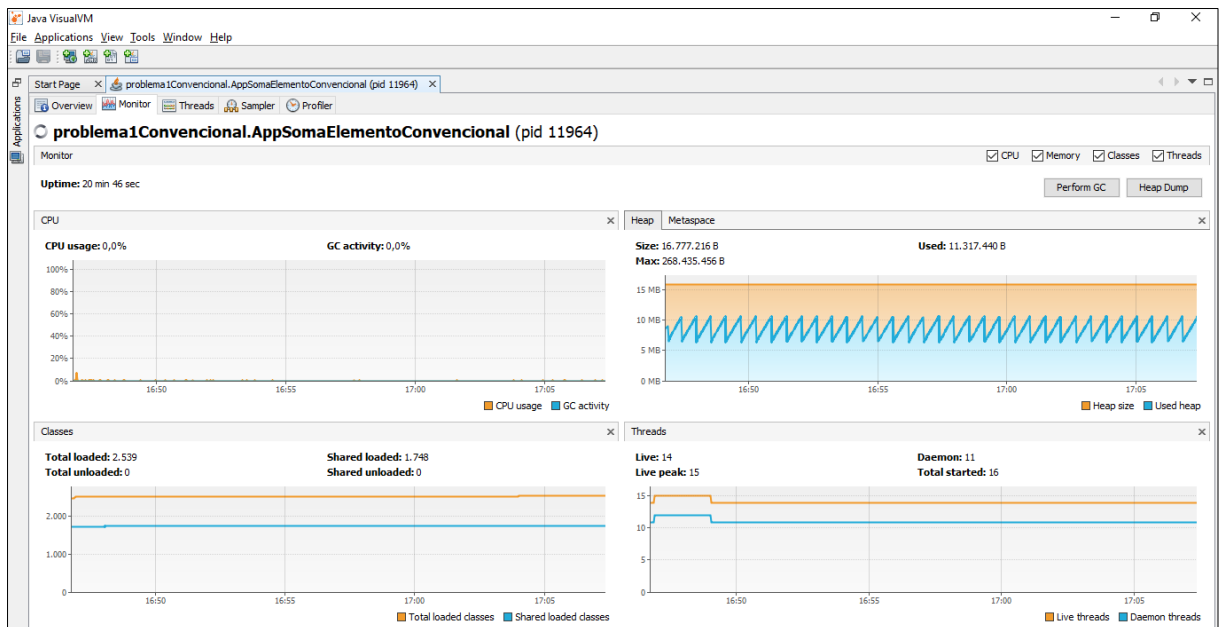 Java VisualVM
File Applications View Tools Window Help
Start Page problema1Convencional.AppSomaElementoConvencional (pid 11964)
Applications
Overview Monitor Threads Sampler Profiler
problema1Convencional.AppSomaElementoConvencional (pid 11964)
Monitor CPU Memory Classes Threads
Uptime: 20 min 46 sec
Perform GC Heap Dump
CPU
CPU usage: 0,0% GC activity: 0,0%
100%
80%
60%
40%
20%
0%
16:50 16:55 17:00 17:05
CPU usage GC activity
Heap Metaspace
Size: 16.777.216 B Used: 11.317.440 B
Max: 268.435.456 B
15 MB
10 MB
5 MB
0 MB
16:50 16:55 17:00 17:05
Heap size Used heap
Classes
Total loaded: 2.539 Shared loaded: 1.748
Total unloaded: 0 Shared unloaded: 0
2.000
1.000
0
16:50 16:55 17:00 17:05
Total loaded classes Shared loaded classes
Threads
Live: 14 Daemon: 11
Live peak: 15 Total started: 16
15
10
5
0
16:50 16:55 17:00 17:05
Live threads Daemon threads